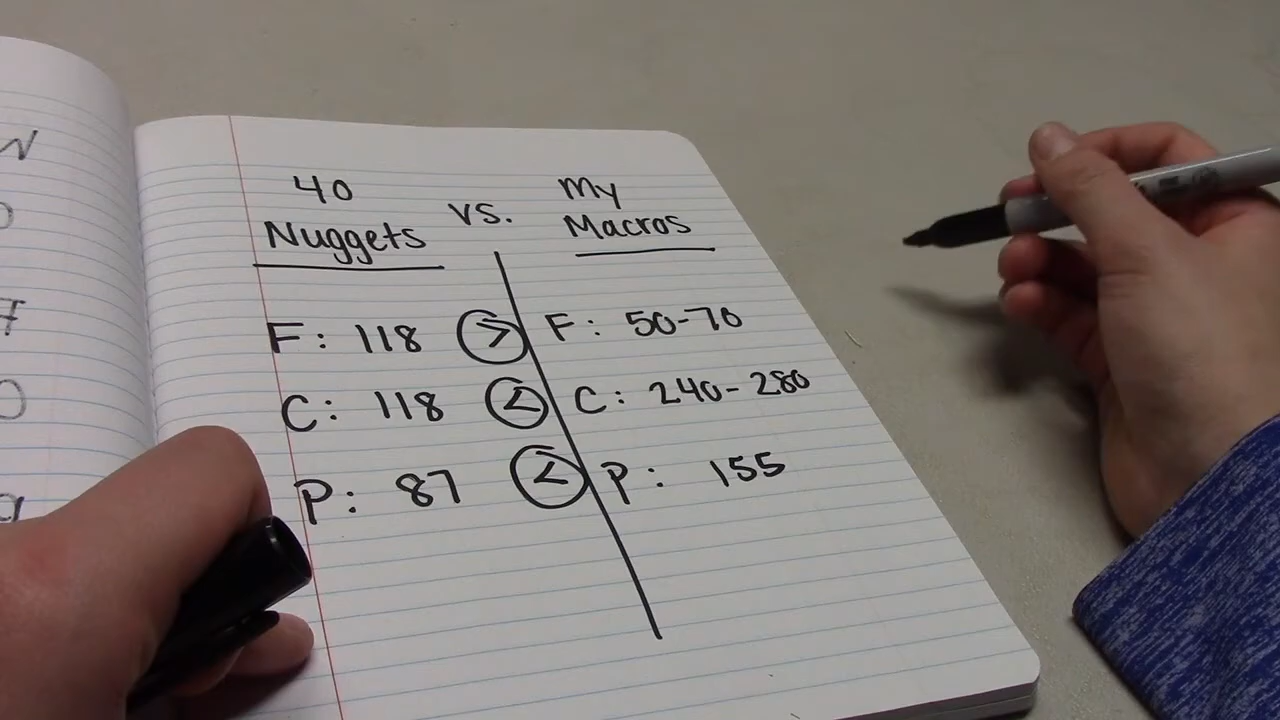 40
Nuggets
vs.
My
Macros
F: 118 > F: 50-70
C: 118 < C: 240-280
P: 87 < P: 155